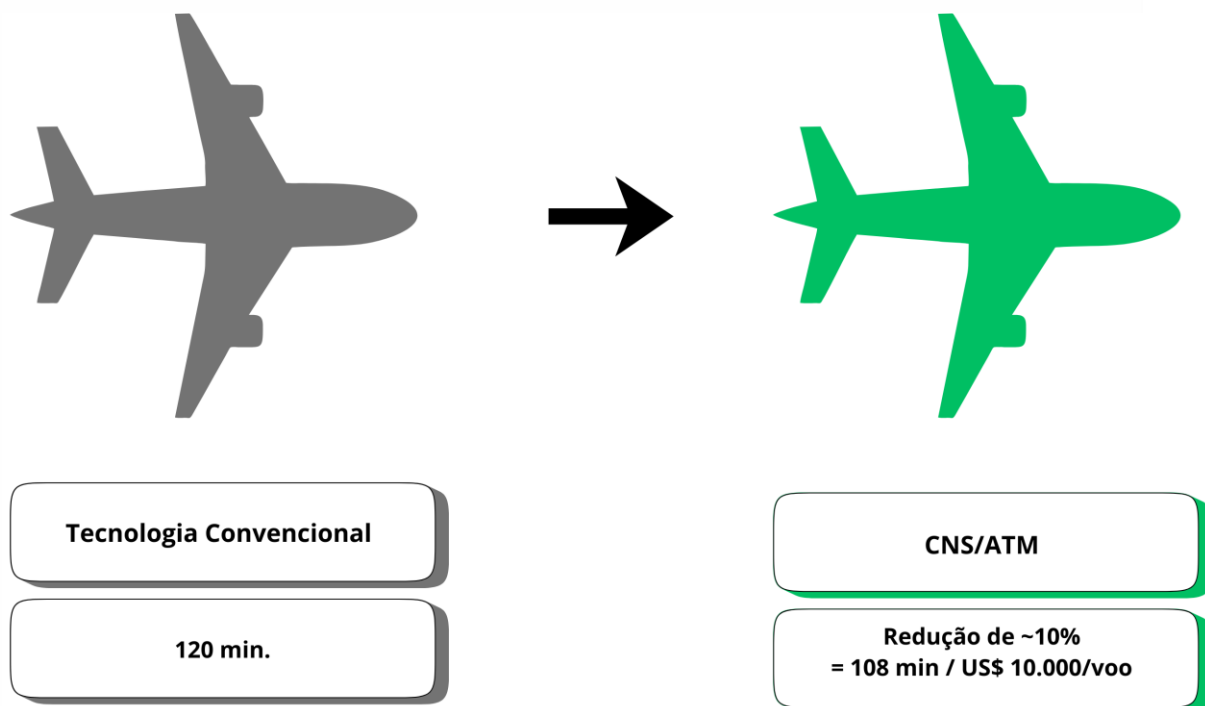 Tecnologia Convencional
120 min.
CNS/ATM
Redução de ~10%
= 108 min / US$ 10.000/voo